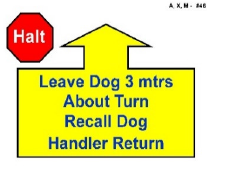 A, X, M - #46
Halt
Leave Dog 3 mtrs
About Turn
Recall Dog
Handler Return